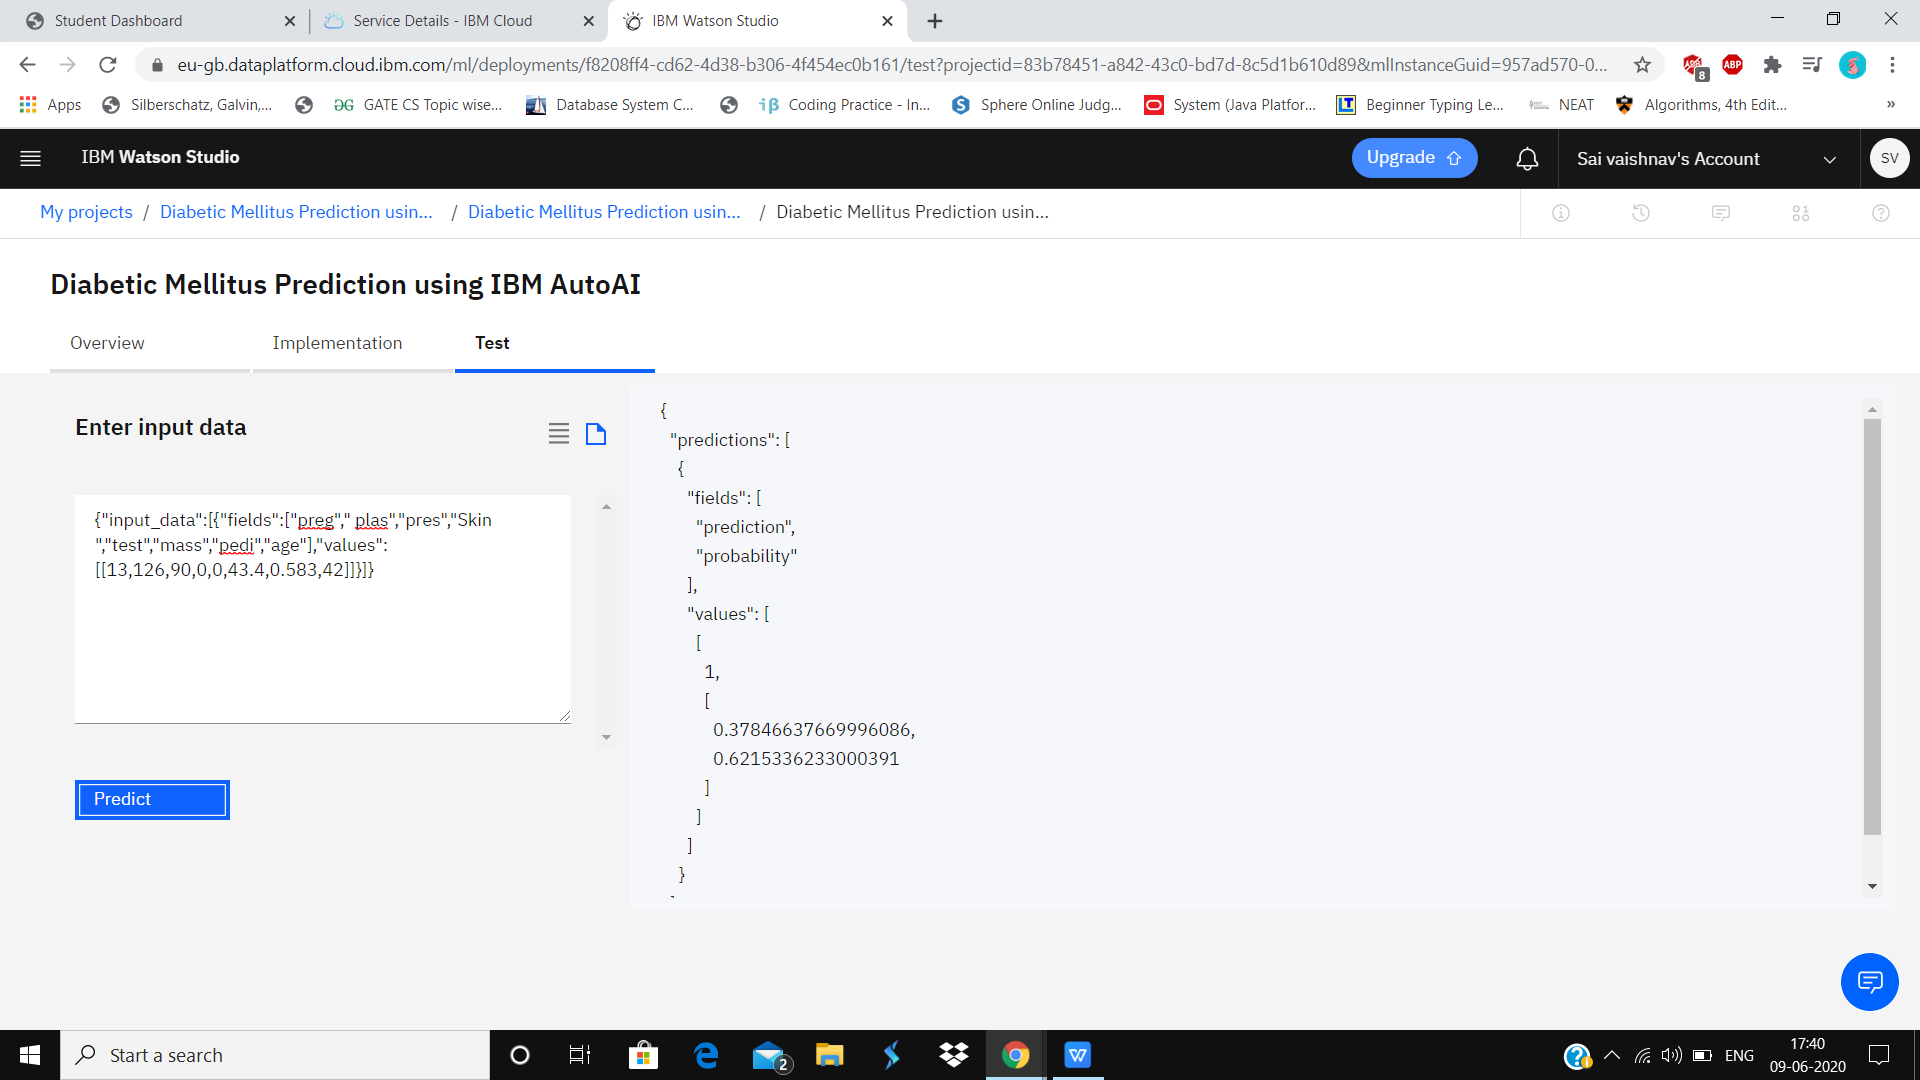 Student Dashboard
Service Details - IBM Cloud
IBM Watson Studio
eu-gb.dataplatform.cloud.ibm.com/ml/deployments/f8208ff4-cd62-4d38-b306-4f454ec0b161/test?projectid=83b78451-a842-43c0-bd7d-8c5d1b610d89&mlInstanceGuid=957ad570-0...
8
ABP
Apps
Silberschatz, Galvin,...
GATE CS Topic wise...
Database System C...
Coding Practice - In...
Sphere Online Judg...
System (Java Platfor...
Beginner Typing Le...
NEAT
Algorithms, 4th Edit...
»
IBM Watson Studio
Upgrade
Sai vaishnav's Account
SV
My projects / Diabetic Mellitus Prediction usin... / Diabetic Mellitus Prediction usin... / Diabetic Mellitus Prediction usin...
Diabetic Mellitus Prediction using IBM AutoAI
Overview
Implementation
Test
Enter input data
{"input_data":[{"fields":["preg"," plas","pres","Skin
","test","mass","pedi","age"],"values":
[[13,126,90,0,0,43.4,0.583,42]]}]}
Predict
{
"predictions": [
{
"fields": [
"prediction",
"probability"
],
"values": [
[
1,
[
0.37846637669996086,
0.6215336233000391
]
]
]
}
Start a search
2
ENG
17:40
09-06-2020